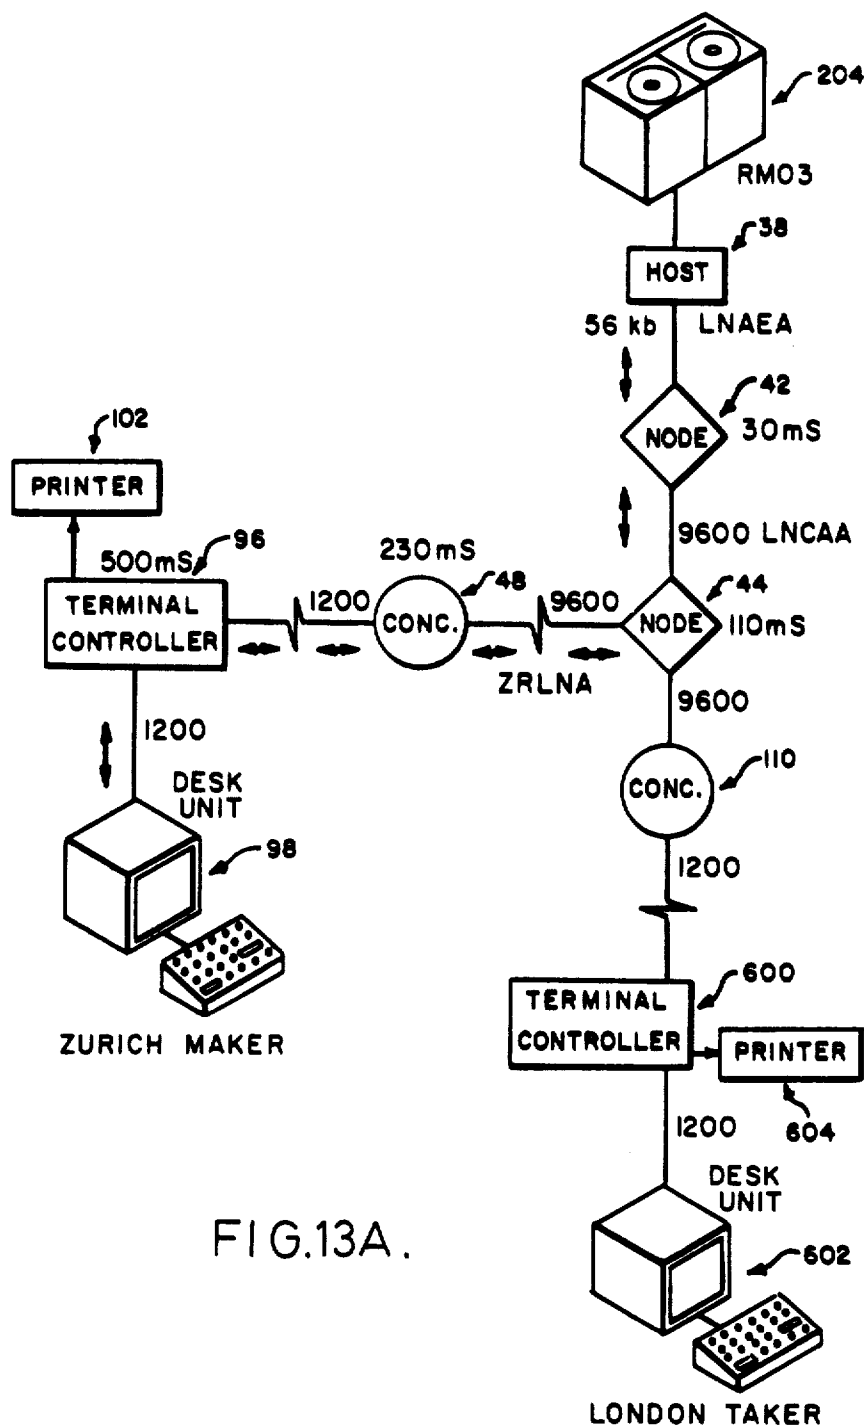 204
RM03
38
HOST
56 kb LNAEA
42
NODE 30mS
102
PRINTER
9600 LNCAA
500mS 96
230mS
48
44
TERMINAL
CONTROLLER
1200
CONC.
9600
NODE 110mS
ZRLNA
9600
1200
DESK
UNIT
110
CONC.
98
1200
ZURICH MAKER
600
TERMINAL
CONTROLLER
PRINTER
604
1200
DESK
UNIT
FIG.13A.
602
LONDON TAKER